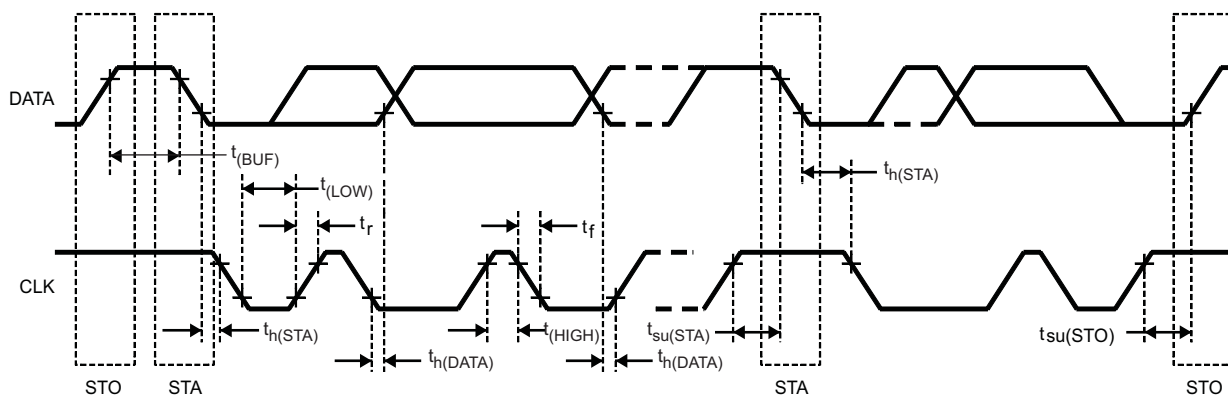 DATA
t(BUF)
t(LOW)
th(STA)
tr
tf
CLK
th(STA)
t(HIGH)
tsu(STA)
tsu(STO)
th(DATA)
th(DATA)
STO
STA
STA
STO